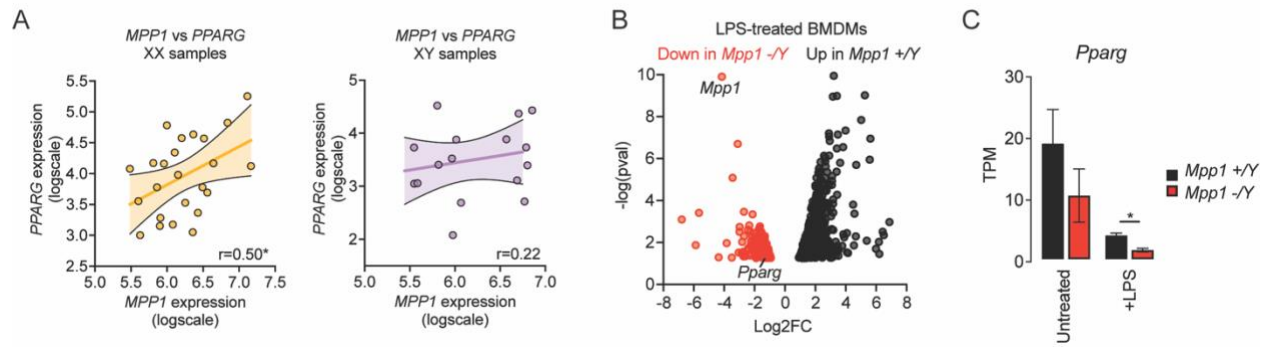 A
MPP1 vs PPARG
XX samples
PPARG expression
(logscale)
5.5
5.0
4.5
4.0
3.5
3.0
2.5
r=0.50*
5.0 5.5 6.0 6.5 7.0 7.5
MPP1 expression
(logscale)
MPP1 vs PPARG
XY samples
PPARG expression
(logscale)
5
4
3
2
r=0.22
5.0 5.5 6.0 6.5 7.0
MPP1 expression
(logscale)
B
LPS-treated BMDMs
Down in Mpp1 -/Y Up in Mpp1 +/Y
-log(pval)
10
8
6
4
2
0
Mpp1
Pparg
-8 -6 -4 -2 0 2 4 6 8
Log2FC
C
Pparg
TPM
30
20
10
0
*
Untreated
+LPS
Mpp1 +/Y
Mpp1 -/Y